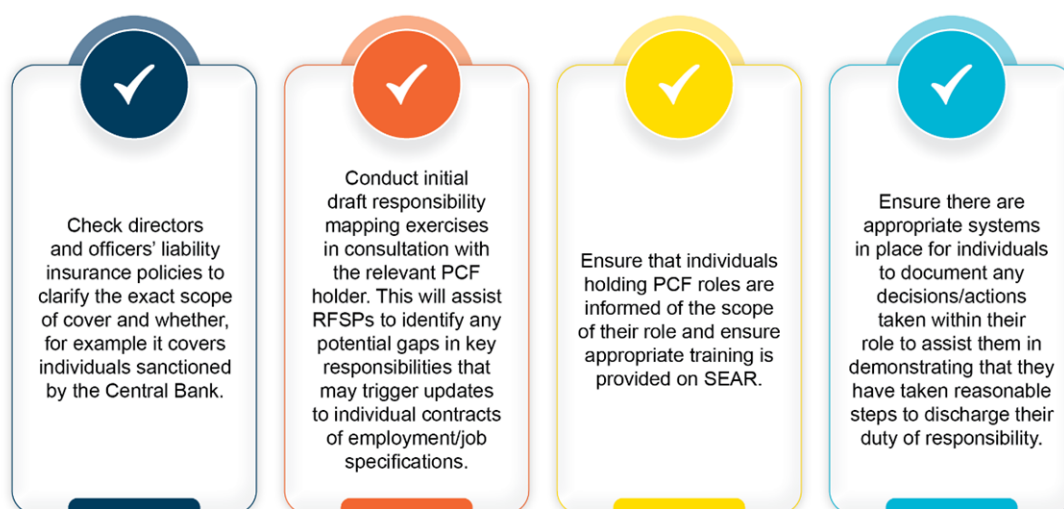 Check directors
and officers' liability
insurance policies to
clarify the exact scope
of cover and whether,
for example it covers
individuals sanctioned
by the Central Bank.
Conduct initial
draft responsibility
mapping exercises
in consultation with
the relevant PCF
holder. This will assist
RFSPs to identify any
potential gaps in key
responsibilities that
may trigger updates
to individual contracts
of employment/job
specifications.
Ensure that individuals
holding PCF roles are
informed of the scope
of their role and ensure
appropriate training is
provided on SEAR.
Ensure there are
appropriate systems
in place for individuals
to document any
decisions/actions
taken within their
role to assist them in
demonstrating that they
have taken reasonable
steps to discharge their
duty of responsibility.